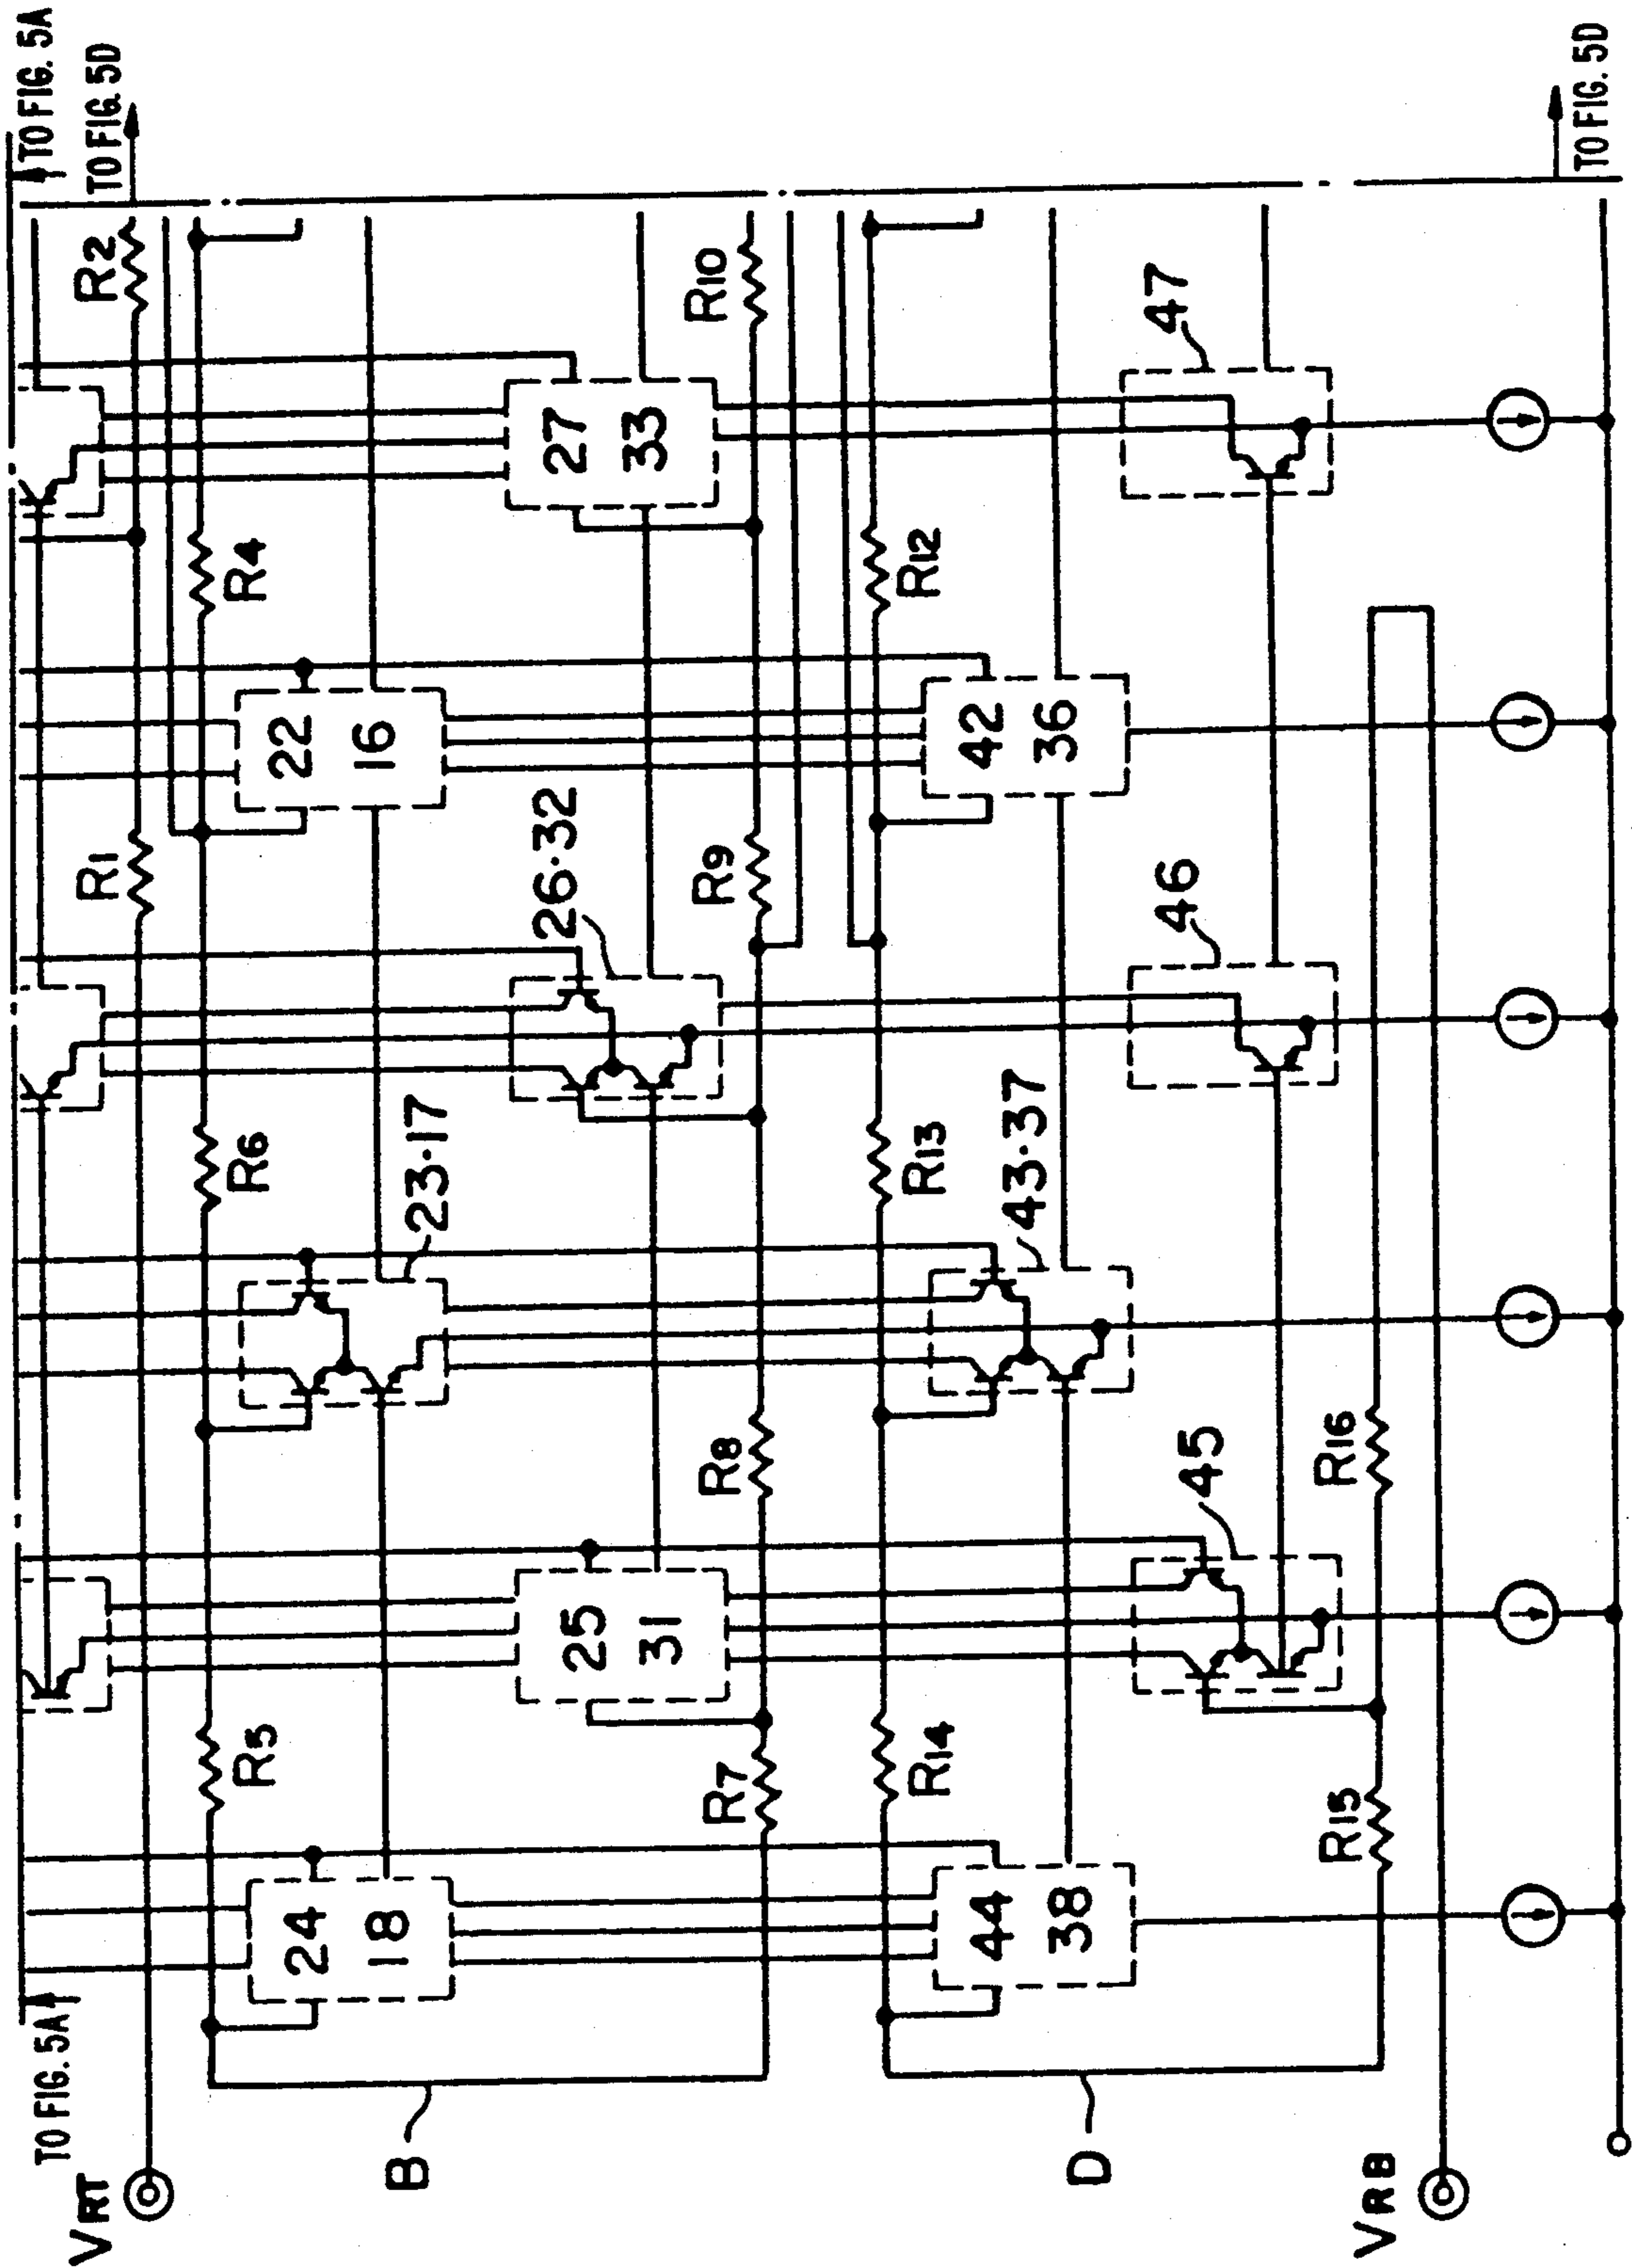 TO FIG. 5A
TO FIG. 5A
TO FIG. 5D
VRT
R1
R2
R5
R6
R4
24
18
23·17
22
16
B
25
31
26·32
27
33
R7
R8
R9
R10
R14
R13
R12
44
38
43·37
42
36
D
45
46
47
R15
R16
VRB
TO FIG. 5D